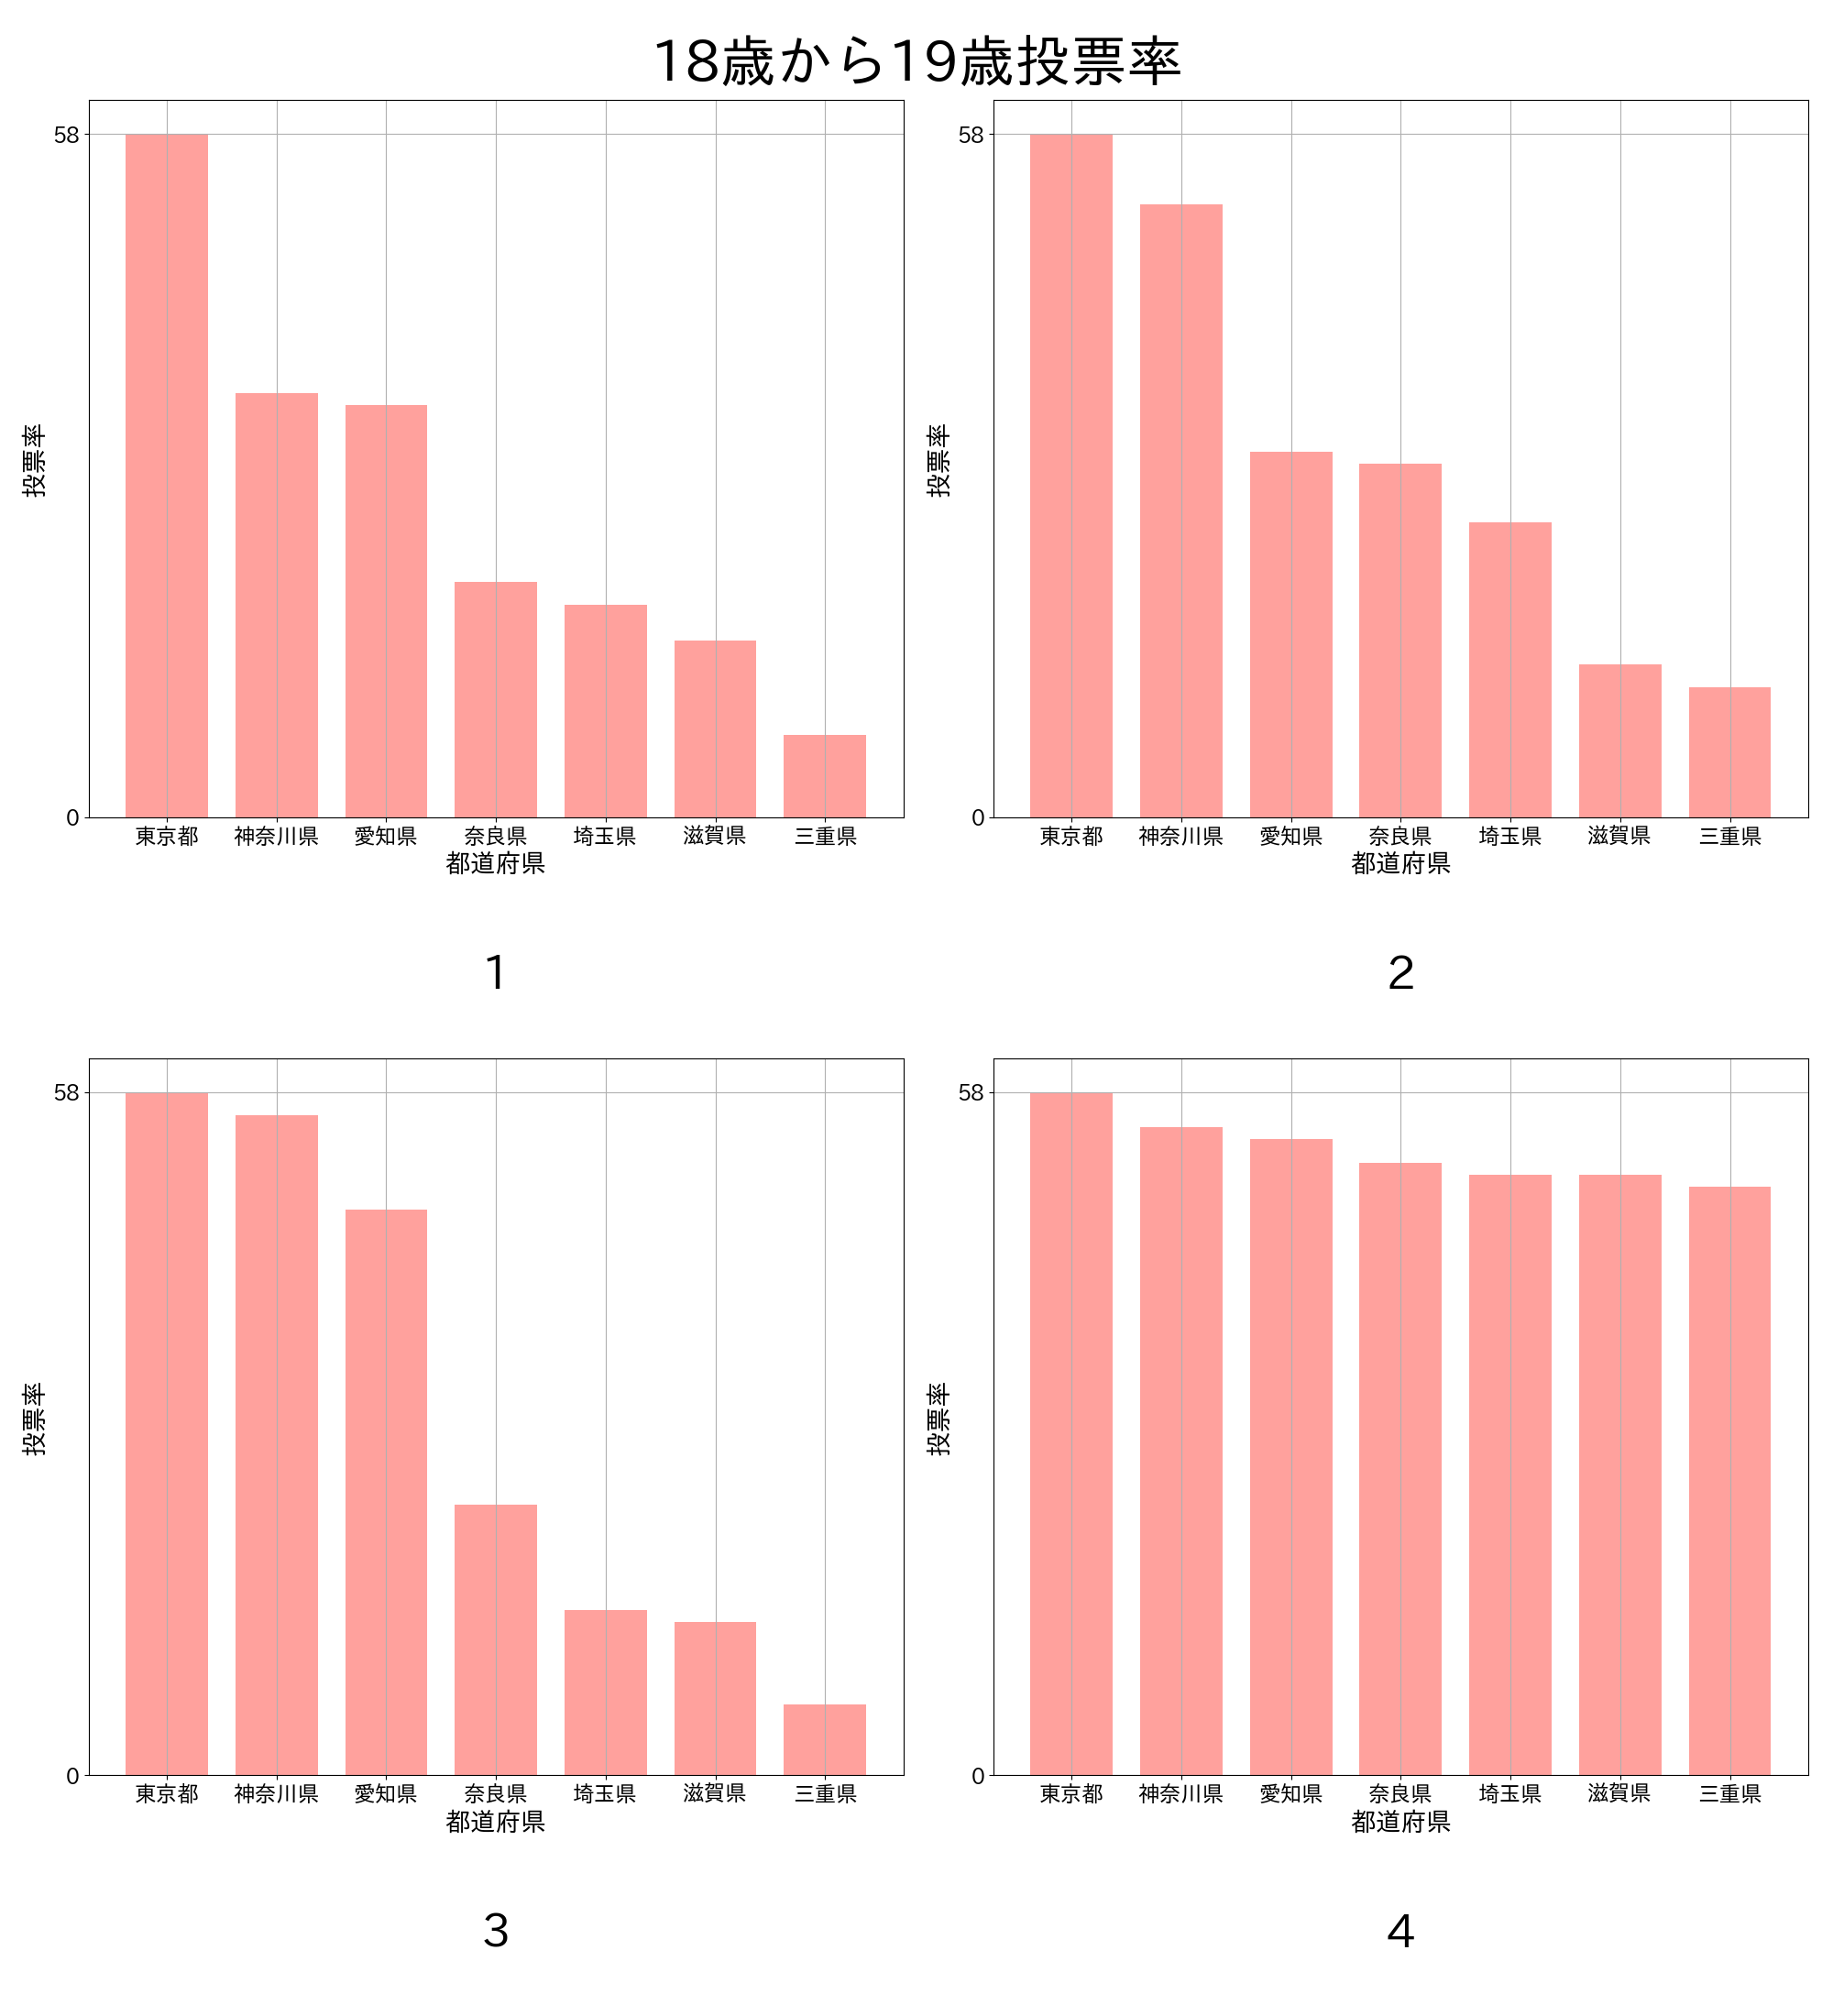 18歳から19歳投票率
58
0
投票率
東京都 神奈川県 愛知県 奈良県 埼玉県 滋賀県 三重県
都道府県
1
58
0
投票率
東京都 神奈川県 愛知県 奈良県 埼玉県 滋賀県 三重県
都道府県
2
58
0
投票率
東京都 神奈川県 愛知県 奈良県 埼玉県 滋賀県 三重県
都道府県
3
58
0
投票率
東京都 神奈川県 愛知県 奈良県 埼玉県 滋賀県 三重県
都道府県
4